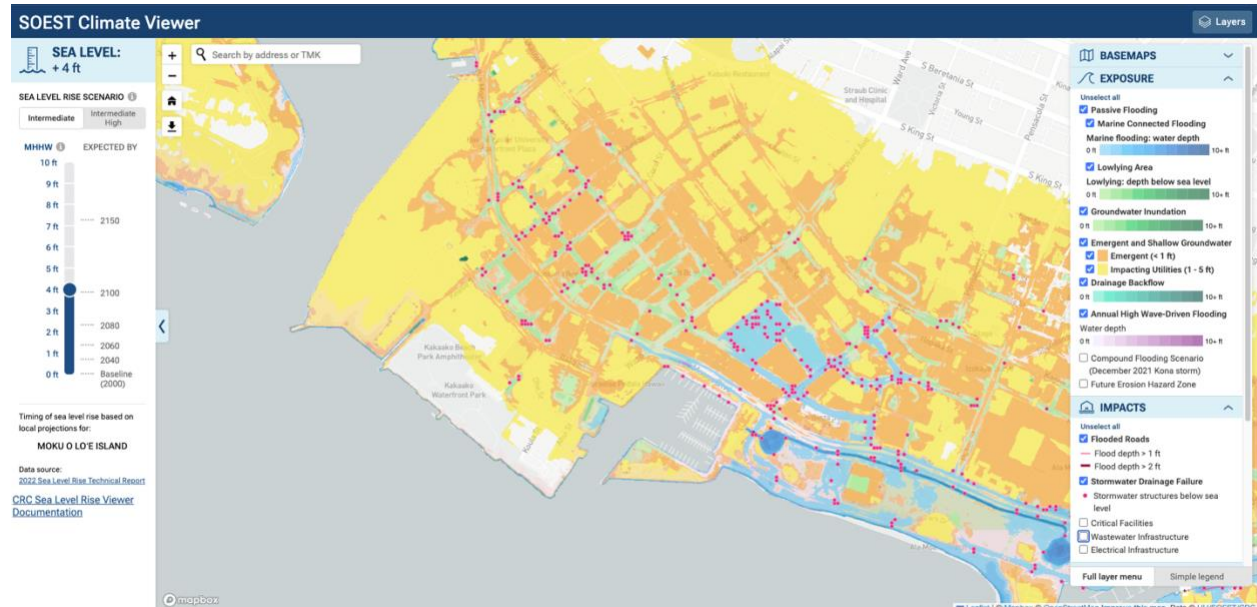 SOEST Climate Viewer
Layers
SEA LEVEL:
+ 4 ft
SEA LEVEL RISE SCENARIO
Intermediate
Intermediate
High
MHHW
EXPECTED BY
10 ft
9 ft
8 ft
2150
7 ft
6 ft
5 ft
4 ft
2100
3 ft
2080
2 ft
2060
1 ft
2040
0 ft
Baseline
(2000)
Timing of sea level rise based on
local projections for:
MOKU O LO'E ISLAND
Data source:
2022 Sea Level Rise Technical Report
CRC Sea Level Rise Viewer
Documentation
+
−
Search by address or TMK
Straub Clinic
and Hospital
Ward Ave
S Beretania St
Victoria St
Young St
Pensacola St
S King St
S King St
Kakaako Beach
Park Amphitheater
Kakaako
Waterfront Park
mapbox
BASEMAPS
EXPOSURE
Unselect all
Passive Flooding
Marine Connected Flooding
Marine flooding: water depth
0 ft 10+ ft
Lowlying Area
Lowlying: depth below sea level
0 ft 10+ ft
Groundwater Inundation
0 ft 10+ ft
Emergent and Shallow Groundwater
Emergent (< 1 ft)
Impacting Utilities (1 - 5 ft)
Drainage Backflow
0 ft 10+ ft
Annual High Wave-Driven Flooding
Water depth
0 ft 10+ ft
Compound Flooding Scenario
(December 2021 Kona storm)
Future Erosion Hazard Zone
IMPACTS
Unselect all
Flooded Roads
Flood depth > 1 ft
Flood depth > 2 ft
Stormwater Drainage Failure
Stormwater structures below sea
level
Critical Facilities
Wastewater Infrastructure
Electrical Infrastructure
Full layer menu
Simple legend